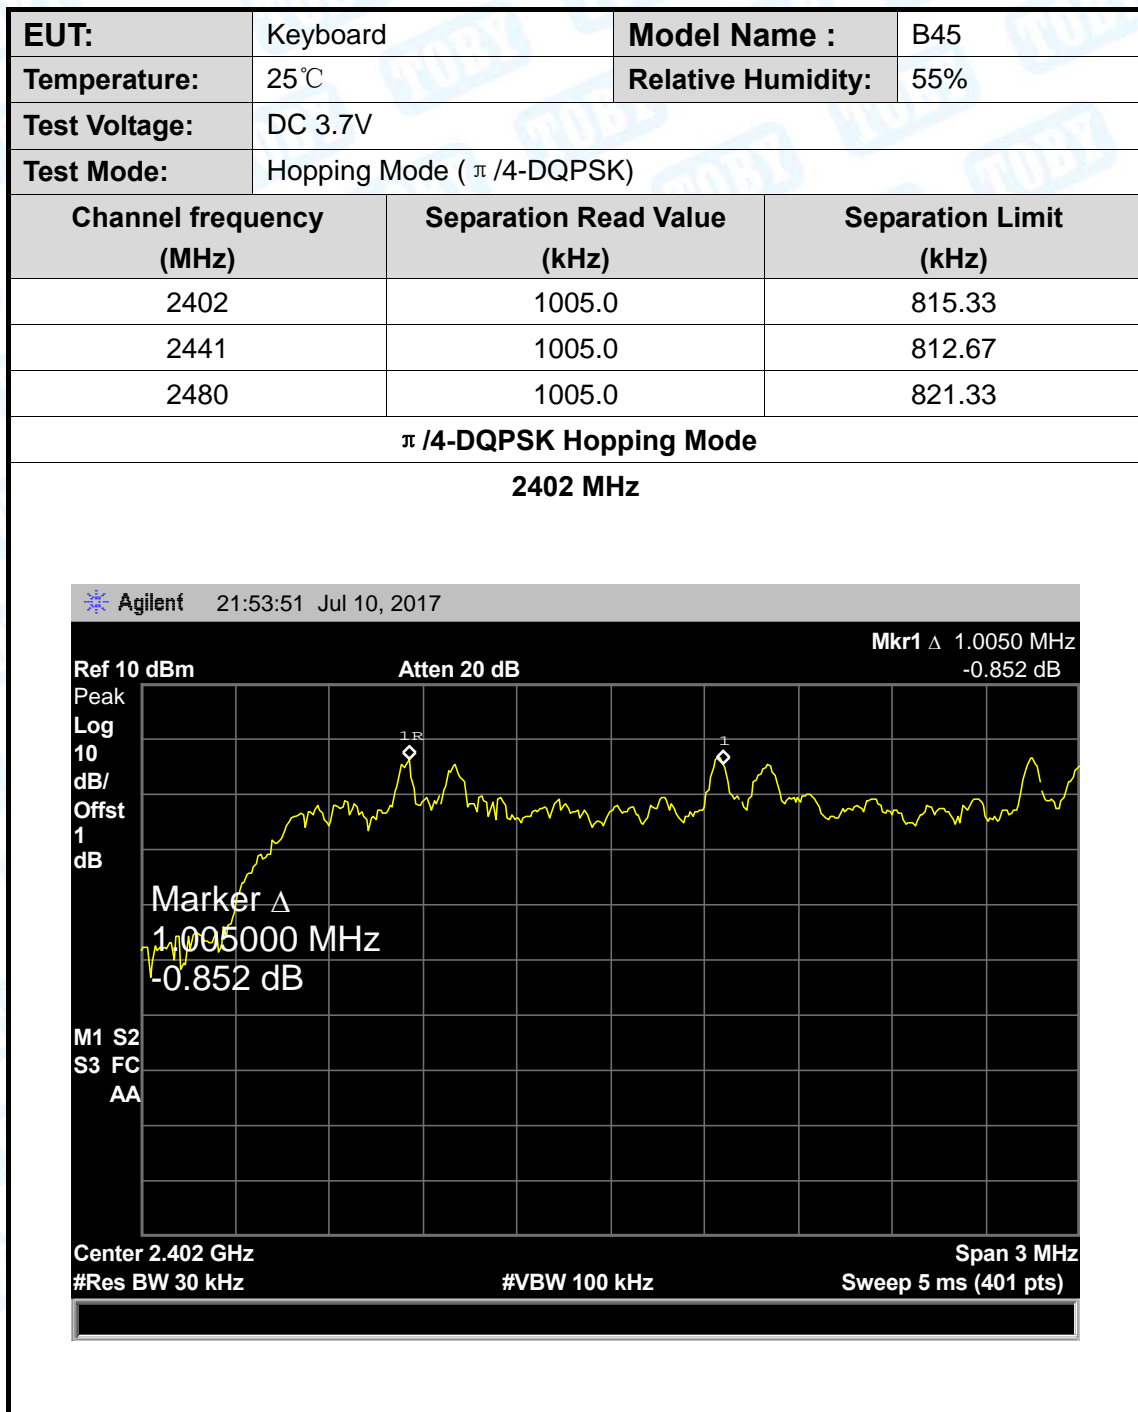 EUT: Keyboard Model Name : B45
Temperature: 25℃ Relative Humidity: 55%
Test Voltage: DC 3.7V
Test Mode: Hopping Mode ( π /4-DQPSK)
Channel frequency Separation Read Value Separation Limit
(MHz) (kHz) (kHz)
2402 1005.0 815.33
2441 1005.0 812.67
2480 1005.0 821.33
π /4-DQPSK Hopping Mode
2402 MHz
Agilent 21:53:51 Jul 10, 2017
Mkr1 Δ 1.0050 MHz
Ref 10 dBm Atten 20 dB -0.852 dB
Peak
Log
10
dB/
Offst
1
dB
1R
1
Marker Δ
1.005000 MHz
-0.852 dB
M1 S2
S3 FC
AA
Center 2.402 GHz Span 3 MHz
#Res BW 30 kHz #VBW 100 kHz Sweep 5 ms (401 pts)
TOBY